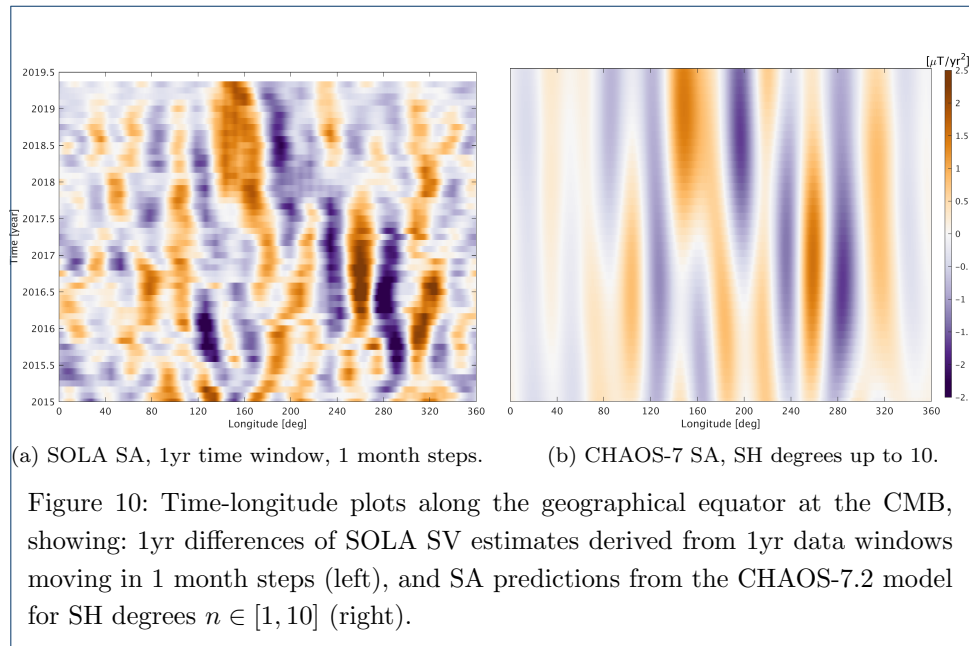 [μT/yr²]
2019.5
2019
2018.5
2018
2017.5
2017
2016.5
2016
2015.5
2015
Time [year]
0 40 80 120 160 200 240 280 320 360
Longitude [deg]
0 40 80 120 160 200 240 280 320 360
Longitude [deg]
2.5
2
1.5
1
0.5
0
-0.5
-1
-1.5
-2
-2.5
(a) SOLA SA, 1yr time window, 1 month steps.
(b) CHAOS-7 SA, SH degrees up to 10.
Figure 10: Time-longitude plots along the geographical equator at the CMB,
showing: 1yr differences of SOLA SV estimates derived from 1yr data windows
moving in 1 month steps (left), and SA predictions from the CHAOS-7.2 model
for SH degrees n ∈ [1, 10] (right).